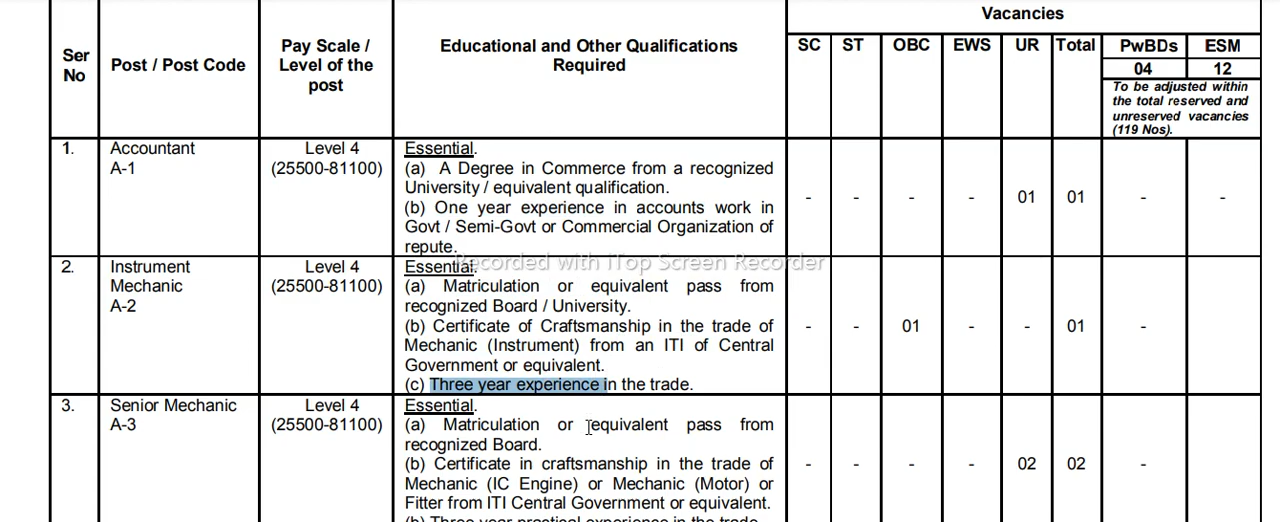 Vacancies
Ser No
Post / Post Code
Pay Scale /
Level of the
post
Educational and Other Qualifications
Required
SC ST OBC EWS UR Total PwBDs ESM
04 12
To be adjusted within
the total reserved and
unreserved vacancies
(119 Nos).
1. Accountant Level 4 Essential.
A-1 (25500-81100) (a) A Degree in Commerce from a recognized
University / equivalent qualification.
- - - - 01 01 - -
(b) One year experience in accounts work in
Govt / Semi-Govt or Commercial Organization of
repute.
Recorded with iTop Screen Recorder
2. Instrument Level 4 Essential.
Mechanic (25500-81100) (a) Matriculation or equivalent pass from
A-2 recognized Board / University.
(b) Certificate of Craftsmanship in the trade of - - 01 - - 01 -
Mechanic (Instrument) from an ITI of Central
Government or equivalent.
(c) Three year experience in the trade.
3. Senior Mechanic Level 4 Essential.
A-3 (25500-81100) (a) Matriculation or equivalent pass from
recognized Board.
(b) Certificate in craftsmanship in the trade of - - - - 02 02 -
Mechanic (IC Engine) or Mechanic (Motor) or
Fitter from ITI Central Government or equivalent.
(b) Three year practical experience in the trade